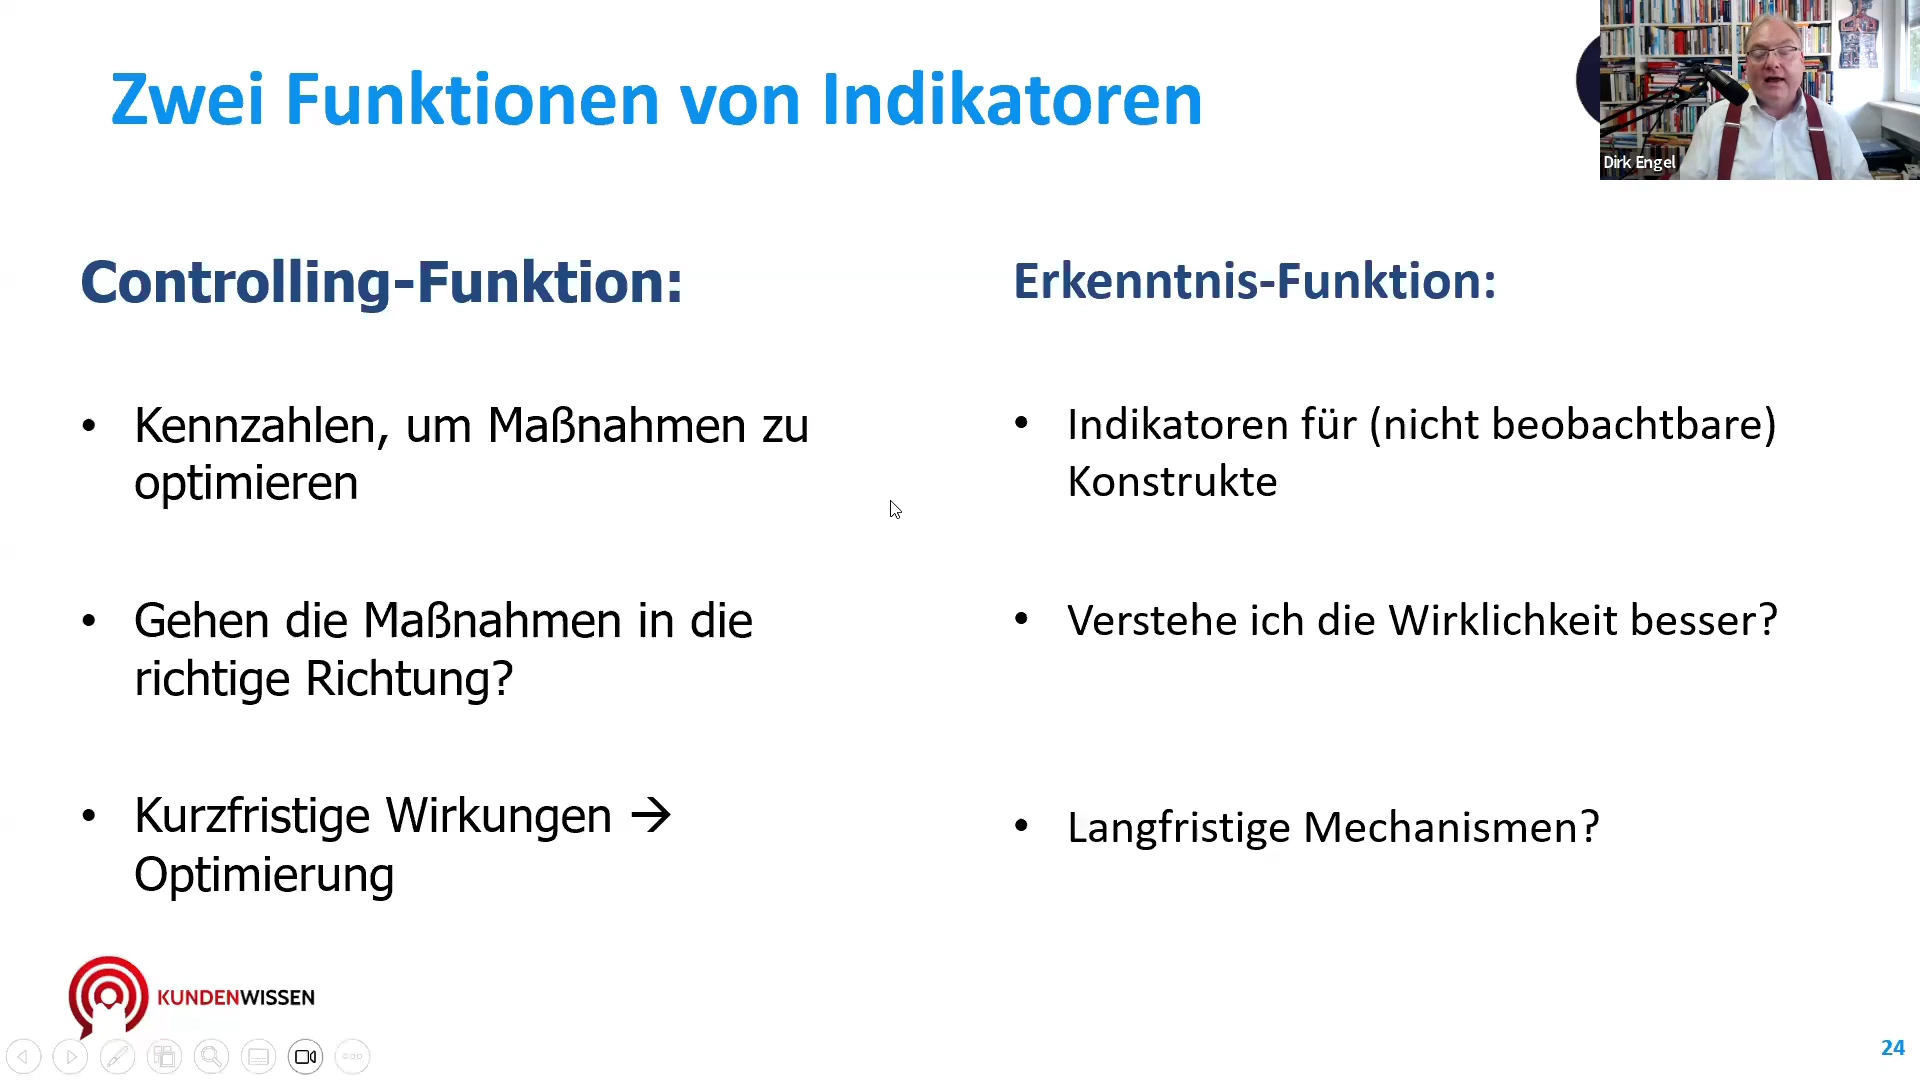 Zwei Funktionen von Indikatoren
Dirk Engel
Controlling-Funktion:
• Kennzahlen, um Maßnahmen zu
optimieren
• Gehen die Maßnahmen in die
richtige Richtung?
• Kurzfristige Wirkungen →
Optimierung
Erkenntnis-Funktion:
• Indikatoren für (nicht beobachtbare)
Konstrukte
• Verstehe ich die Wirklichkeit besser?
• Langfristige Mechanismen?
KUNDENWISSEN
24